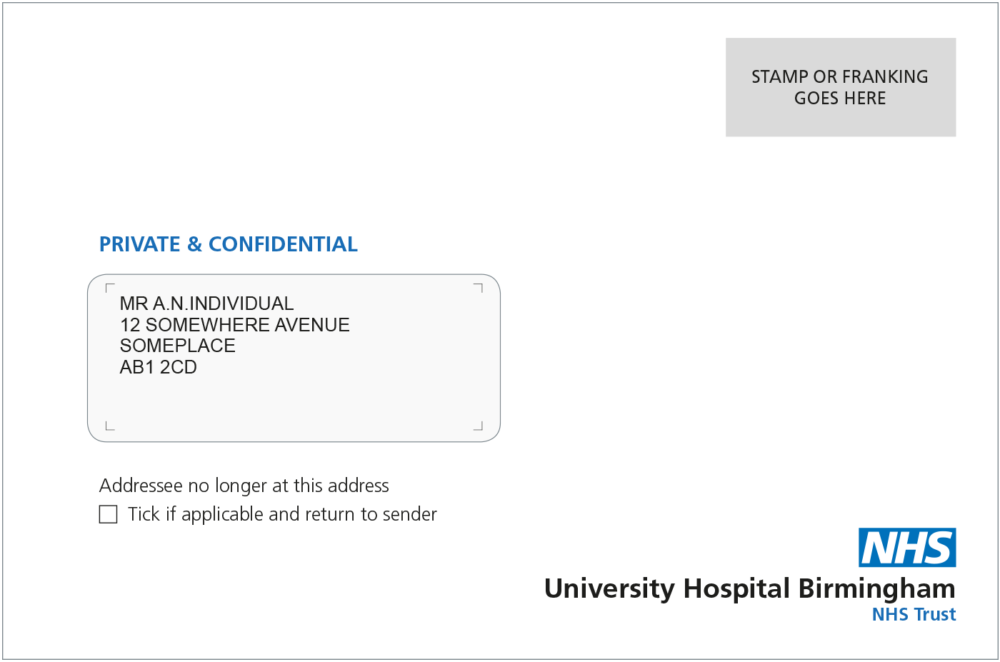 STAMP OR FRANKING
GOES HERE
PRIVATE & CONFIDENTIAL
MR A.N.INDIVIDUAL
12 SOMEWHERE AVENUE
SOMEPLACE
AB1 2CD
Addressee no longer at this address
Tick if applicable and return to sender
NHS
University Hospital Birmingham
NHS Trust